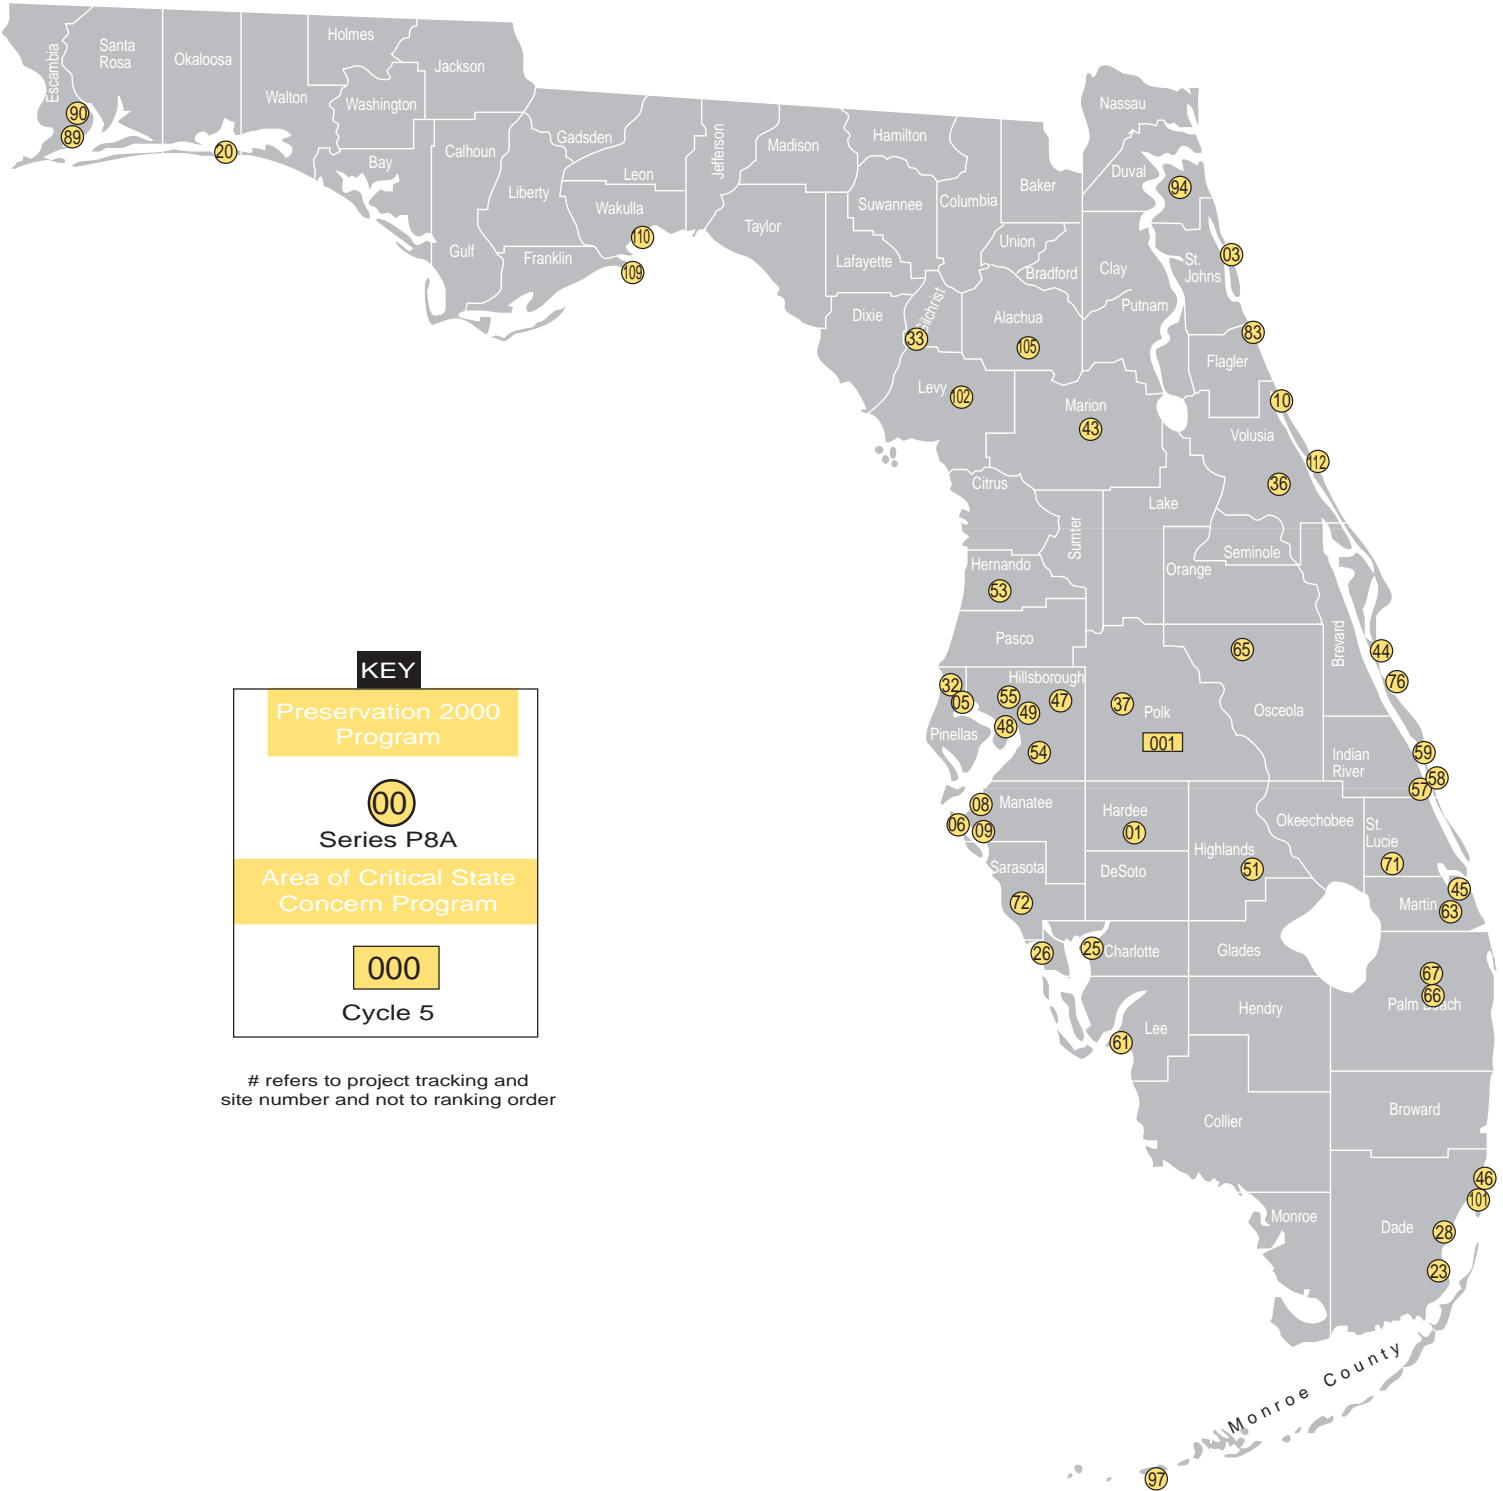 Holmes
Santa
Rosa
Okaloosa
Jackson
Escambia
Walton
Washington
Nassau
90
89
20
Bay
Calhoun
Gadsden
Leon
Liberty
Wakulla
Jefferson
Madison
Hamilton
Suwannee
Columbia
Baker
Duval
94
Taylor
110
Gulf
Franklin
109
Lafayette
Union
Bradford
Clay
St.
Johns
03
Dixie
Gilchrist
33
Alachua
105
Putnam
83
Flagler
Levy
102
Marion
43
10
Volusia
112
36
Citrus
Sumter
Lake
Seminole
Orange
Hernando
53
Pasco
Brevard
65
44
76
32
05
Hillsborough
55
49
47
48
54
Pinellas
37
Polk
001
Osceola
Indian
River
59
58
57
08
Manatee
06
09
Hardee
01
Okeechobee
St.
Lucie
71
Highlands
51
Sarasota
72
DeSoto
45
Martin
63
26
25
Charlotte
Glades
67
66
Palm Beach
Hendry
Lee
61
Collier
Broward
46
101
Monroe
Dade
28
23
Monroe County
97
KEY
Preservation 2000
Program
00
Series P8A
Area of Critical State
Concern Program
000
Cycle 5
# refers to project tracking and
site number and not to ranking order